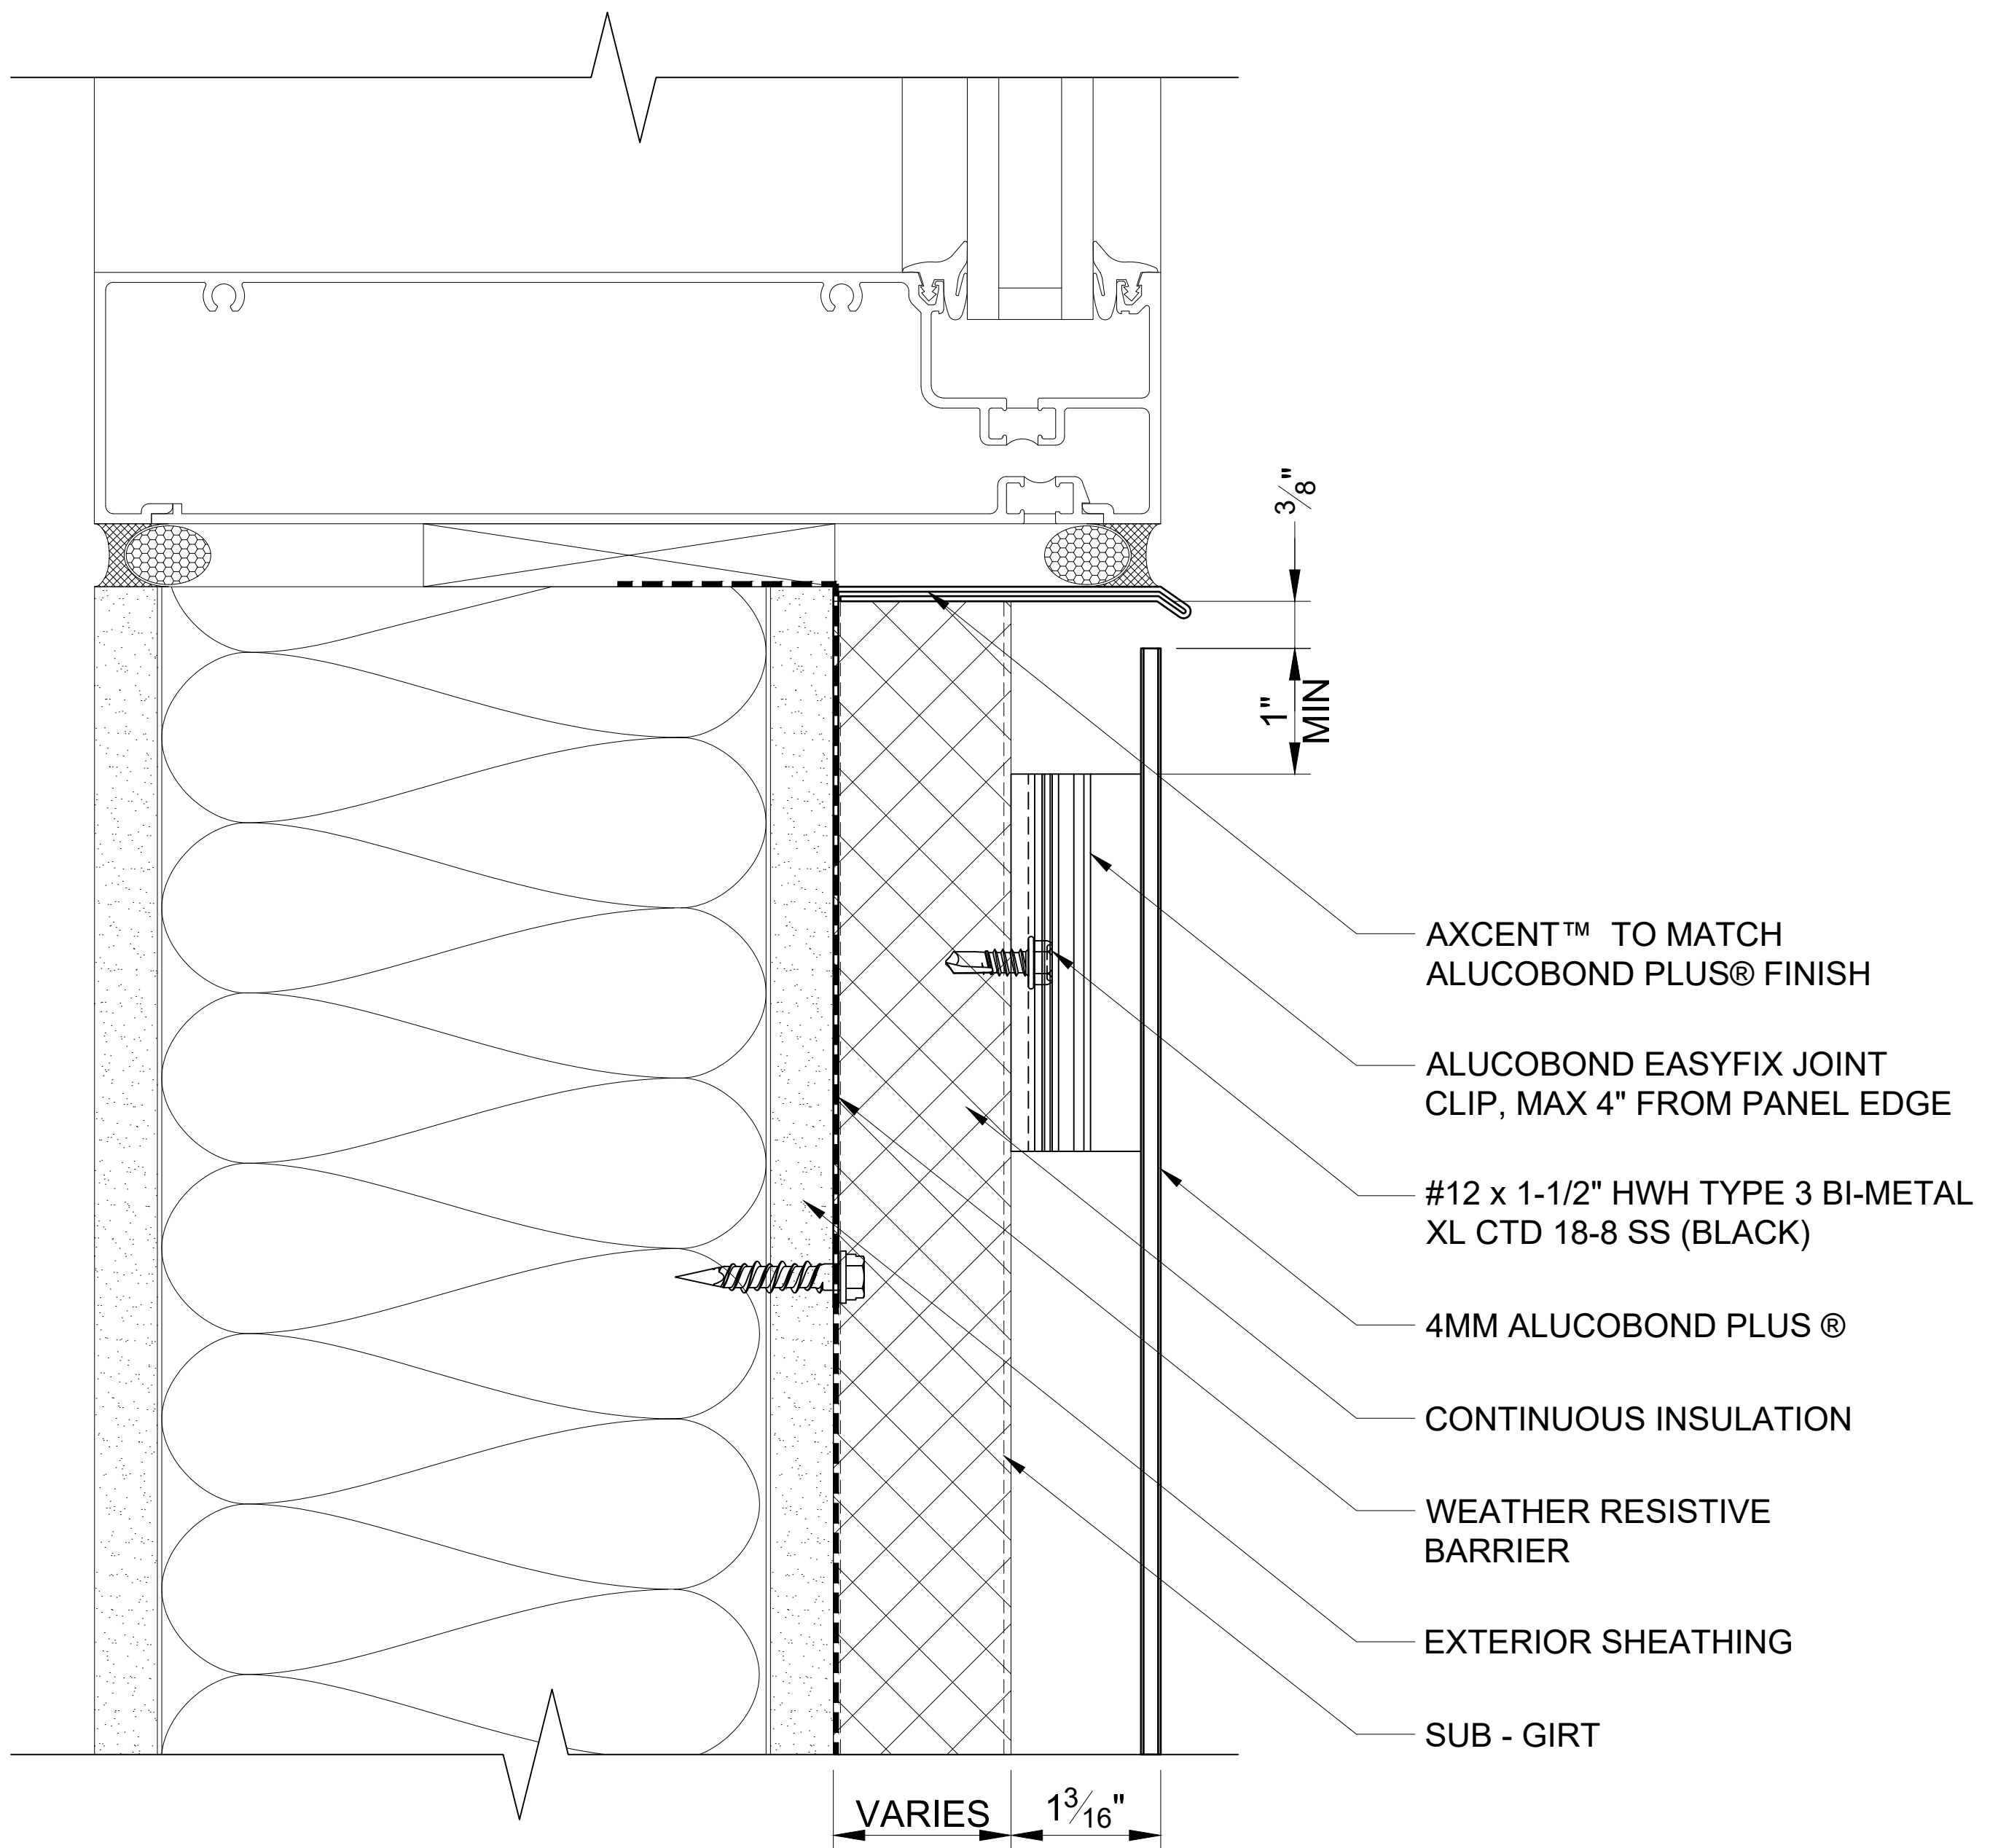 3/8"
1"
MIN
AXCENT™ TO MATCH
ALUCOBOND PLUS® FINISH
ALUCOBOND EASYFIX JOINT
CLIP, MAX 4" FROM PANEL EDGE
#12 x 1-1/2" HWH TYPE 3 BI-METAL
XL CTD 18-8 SS (BLACK)
4MM ALUCOBOND PLUS ®
CONTINUOUS INSULATION
WEATHER RESISTIVE
BARRIER
EXTERIOR SHEATHING
SUB - GIRT
VARIES
1 3/16"